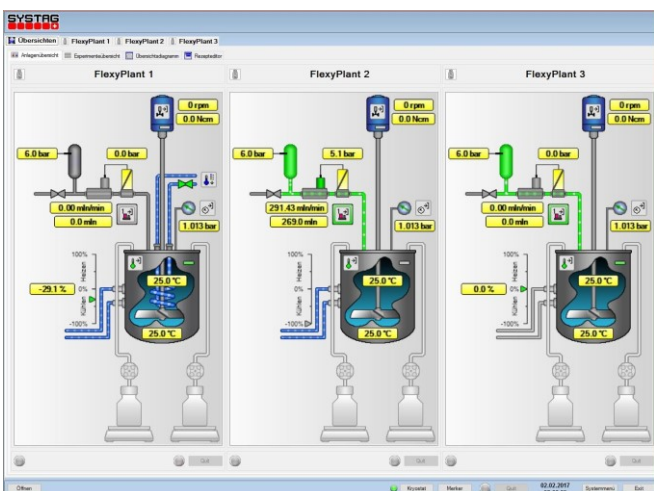 SYSTAG
Übersichten FlexyPlant 1 FlexyPlant 2 FlexyPlant 3
Anlagenübersicht Experimenteübersicht Übersichtsdiagramm Rezepteditor
FlexyPlant 1
0 rpm
0.0 Ncm
6.0 bar
0.0 bar
0.00 mln/min
0.0 mln
1.013 bar
100%
Heizen
25.0 °C
-29.1 %
0%
Kühlen
-100%
25.0 °C
Quit
FlexyPlant 2
0 rpm
0.0 Ncm
6.0 bar
5.1 bar
291.43 mln/min
269.0 mln
1.013 bar
100%
Heizen
25.0 °C
0%
Kühlen
-100%
25.0 °C
Quit
FlexyPlant 3
0 rpm
0.0 Ncm
6.0 bar
0.0 bar
0.00 mln/min
0.0 mln
1.013 bar
100%
Heizen
25.0 °C
0.0 %
0%
Kühlen
-100%
25.0 °C
Quit
Öffnen Krystal Marker Quit 02.02.2017 Systemmenü Exit